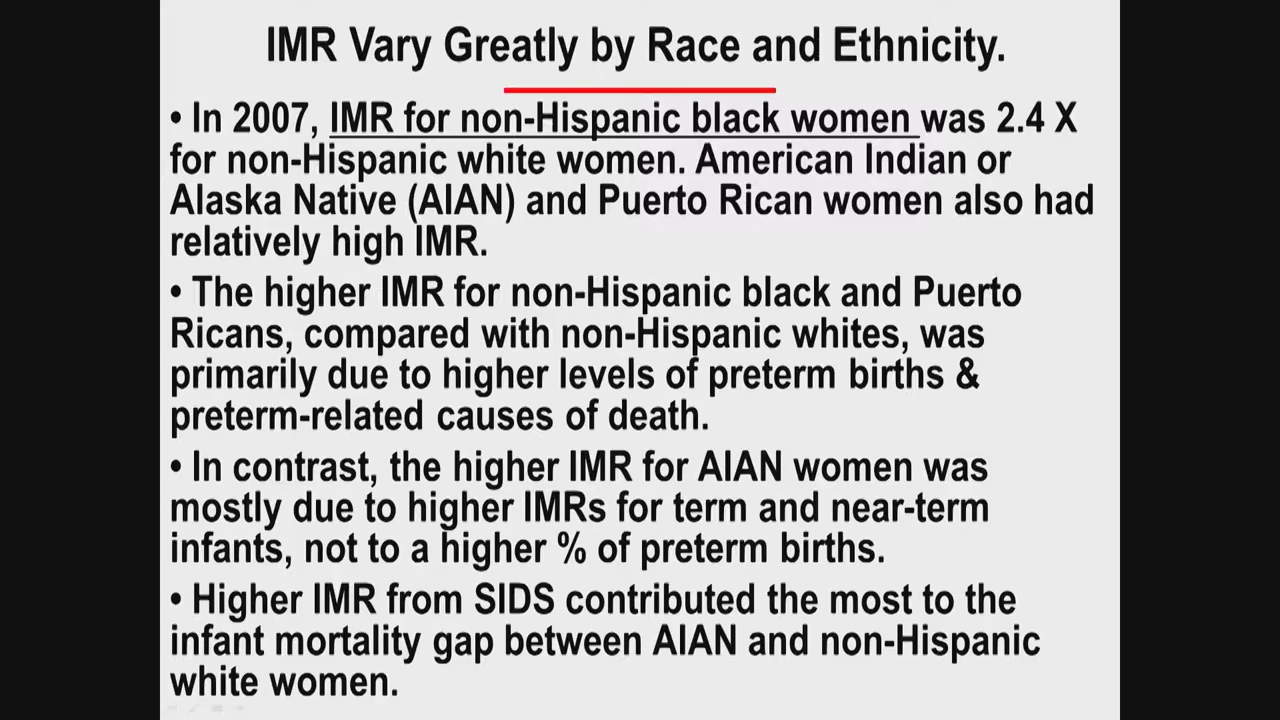 IMR Vary Greatly by Race and Ethnicity.
• In 2007, IMR for non-Hispanic black women was 2.4 X
for non-Hispanic white women. American Indian or
Alaska Native (AIAN) and Puerto Rican women also had
relatively high IMR.
• The higher IMR for non-Hispanic black and Puerto
Ricans, compared with non-Hispanic whites, was
primarily due to higher levels of preterm births &
preterm-related causes of death.
• In contrast, the higher IMR for AIAN women was
mostly due to higher IMRs for term and near-term
infants, not to a higher % of preterm births.
• Higher IMR from SIDS contributed the most to the
infant mortality gap between AIAN and non-Hispanic
white women.